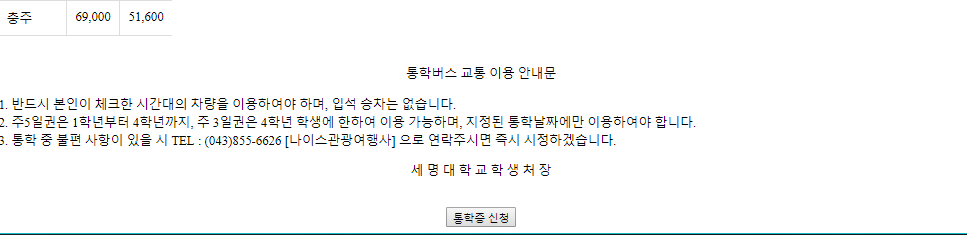 충주 69,000 51,600
통학버스 교통 이용 안내문
1. 반드시 본인이 체크한 시간대의 차량을 이용하여야 하며, 입석 승차는 없습니다.
2. 주5일권은 1학년부터 4학년까지, 주 3일권은 4학년 학생에 한하여 이용 가능하며, 지정된 통학날짜에만 이용하여야 합니다.
3. 통학 중 불편 사항이 있을 시 TEL : (043)855-6626 [나이스관광여행사] 으로 연락주시면 즉시 시정하겠습니다.
세 명 대 학 교 학 생 처 장
통학증 신청